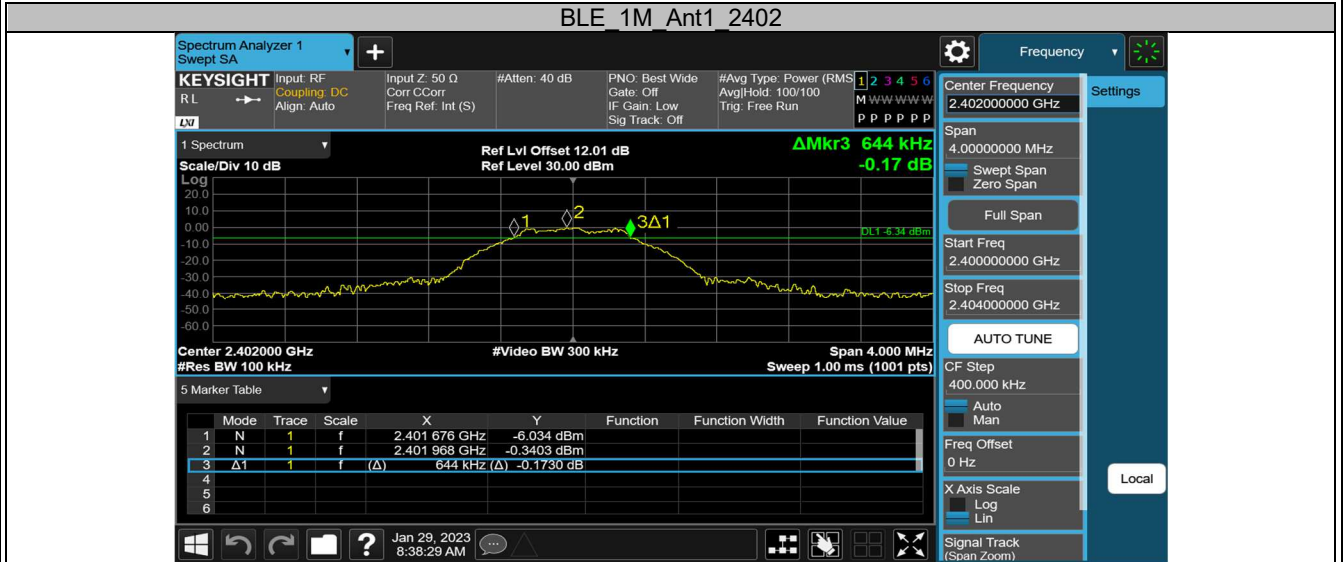 BLE_1M_Ant1_2402
Spectrum Analyzer 1
Swept SA
Frequency
KEYSIGHT
RL
LXI
Input: RF
Coupling: DC
Align: Auto
Input Z: 50 Ω
Corr CCorr
Freq Ref: Int (S)
#Atten: 40 dB
PNO: Best Wide
Gate: Off
IF Gain: Low
Sig Track: Off
#Avg Type: Power (RMS
Avg|Hold: 100/100
Trig: Free Run
1 2 3 4 5 6
M W W W W W
P P P P P P
1 Spectrum
Scale/Div 10 dB
Ref Lvl Offset 12.01 dB
Ref Level 30.00 dBm
ΔMkr3 644 kHz
-0.17 dB
Log
20.0
10.0
0.00
-10.0
-20.0
-30.0
-40.0
-50.0
-60.0
1
2
3Δ1
DL1 -6.34 dBm
Center 2.402000 GHz
#Video BW 300 kHz
Span 4.000 MHz
#Res BW 100 kHz
Sweep 1.00 ms (1001 pts)
5 Marker Table
Mode Trace Scale X Y Function Function Width Function Value
1 N 1 f 2.401 676 GHz -6.034 dBm
2 N 1 f 2.401 968 GHz -0.3403 dBm
3 Δ1 1 f (Δ) 644 kHz (Δ) -0.1730 dB
4
5
6
Center Frequency
2.402000000 GHz
Settings
Span
4.00000000 MHz
Swept Span
Zero Span
Full Span
Start Freq
2.400000000 GHz
Stop Freq
2.404000000 GHz
AUTO TUNE
CF Step
400.000 kHz
Auto
Man
Freq Offset
0 Hz
X Axis Scale
Log
Lin
Local
Signal Track
(Span Zoom)
?
Jan 29, 2023
8:38:29 AM